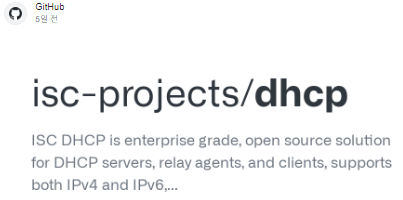 GitHub
5일 전
isc-projects/dhcp
ISC DHCP is enterprise grade, open source solution
for DHCP servers, relay agents, and clients, supports
both IPv4 and IPv6,...